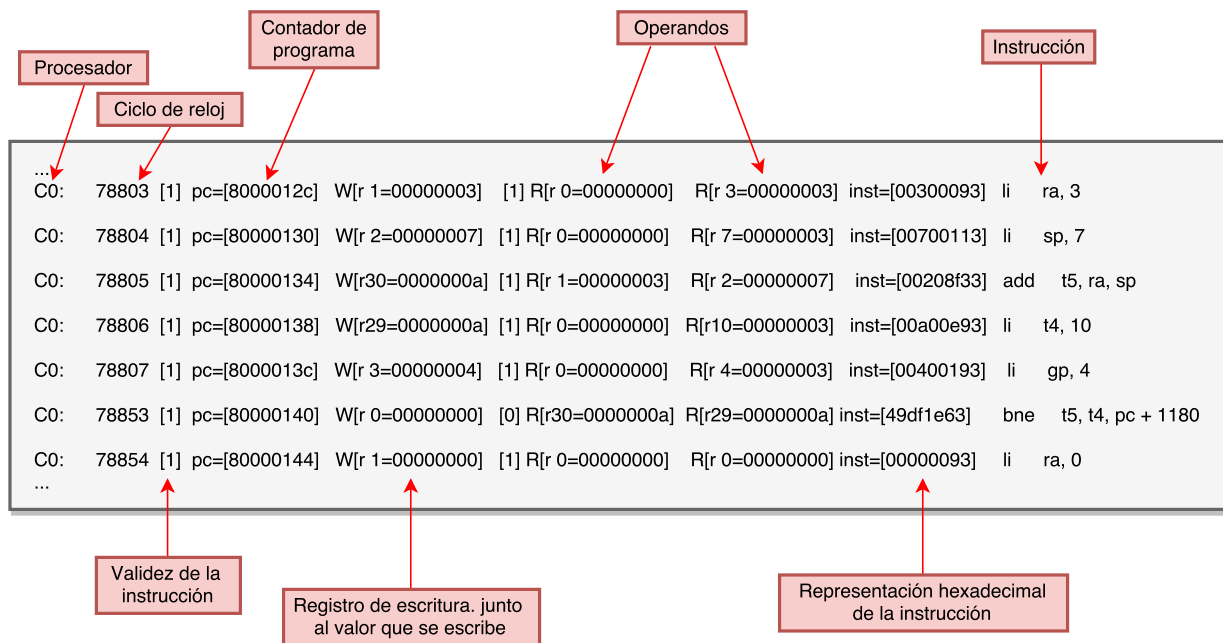 Procesador
Ciclo de reloj
Contador de
programa
Operandos
Instrucción
...
C0: 78803 [1] pc=[8000012c] W[r 1=00000003] [1] R[r 0=00000000] R[r 3=00000003] inst=[00300093] li ra, 3
C0: 78804 [1] pc=[80000130] W[r 2=00000007] [1] R[r 0=00000000] R[r 7=00000003] inst=[00700113] li sp, 7
C0: 78805 [1] pc=[80000134] W[r30=0000000a] [1] R[r 1=00000003] R[r 2=00000007] inst=[00208f33] add t5, ra, sp
C0: 78806 [1] pc=[80000138] W[r29=0000000a] [1] R[r 0=00000000] R[r10=00000003] inst=[00a00e93] li t4, 10
C0: 78807 [1] pc=[8000013c] W[r 3=00000004] [1] R[r 0=00000000] R[r 4=00000003] inst=[00400193] li gp, 4
C0: 78853 [1] pc=[80000140] W[r 0=00000000] [0] R[r30=0000000a] R[r29=0000000a] inst=[49df1e63] bne t5, t4, pc + 1180
C0: 78854 [1] pc=[80000144] W[r 1=00000000] [1] R[r 0=00000000] R[r 0=00000000] inst=[00000093] li ra, 0
...
Validez de la
instrucción
Registro de escritura. junto
al valor que se escribe
Representación hexadecimal
de la instrucción